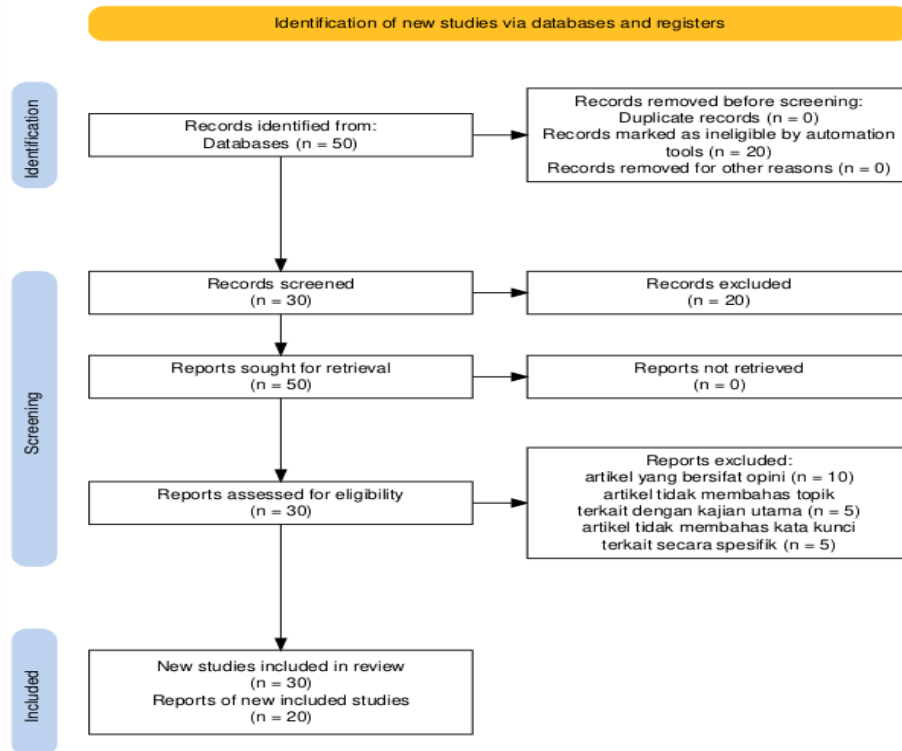 Identification of new studies via databases and registers
Identification
Records identified from:
Databases (n = 50)
Records removed before screening:
Duplicate records (n = 0)
Records marked as ineligible by automation
tools (n = 20)
Records removed for other reasons (n = 0)
Screening
Records screened
(n = 30)
Records excluded
(n = 20)
Reports sought for retrieval
(n = 50)
Reports not retrieved
(n = 0)
Reports assessed for eligibility
(n = 30)
Reports excluded:
artikel yang bersifat opini (n = 10)
artikel tidak membahas topik
terkait dengan kajian utama (n = 5)
artikel tidak membahas kata kunci
terkait secara spesifik (n = 5)
Included
New studies included in review
(n = 30)
Reports of new included studies
(n = 20)